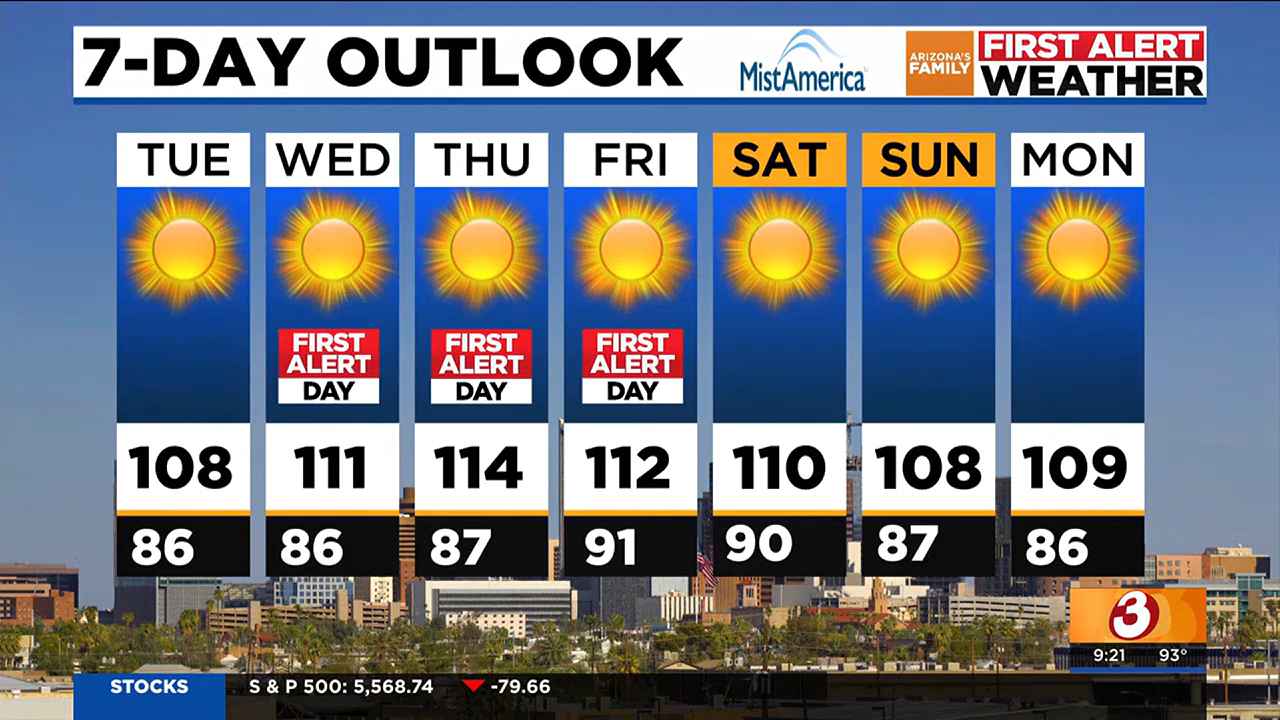 7-DAY OUTLOOK
MistAmerica
ARIZONA'S
FAMILY
FIRST ALERT
WEATHER
TUE WED THU FRI SAT SUN MON
FIRST ALERT DAY
FIRST ALERT DAY
FIRST ALERT DAY
108 111 114 112 110 108 109
86 86 87 91 90 87 86
3
9:21 93°
STOCKS S & P 500: 5,568.74 -79.66